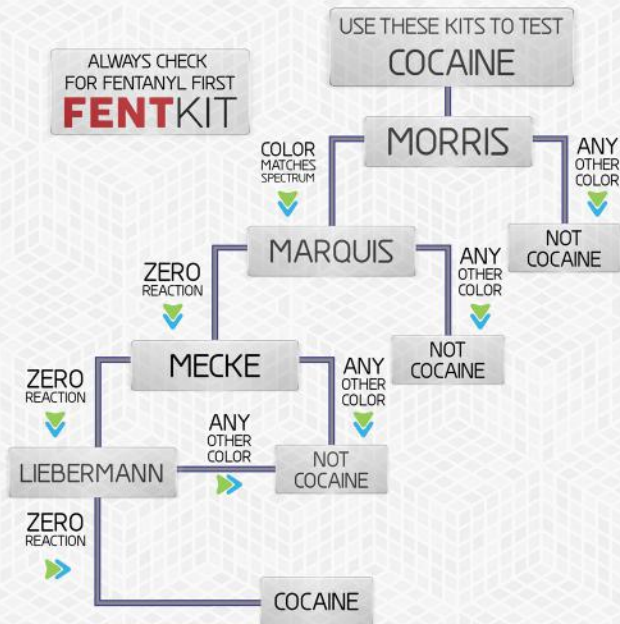 USE THESE KITS TO TEST
COCAINE
ALWAYS CHECK
FOR FENTANYL FIRST
FENTKIT
MORRIS
COLOR
MATCHES
SPECTRUM
ANY
OTHER
COLOR
NOT
COCAINE
MARQUIS
ZERO
REACTION
ANY
OTHER
COLOR
NOT
COCAINE
MECKE
ZERO
REACTION
ANY
OTHER
COLOR
ANY
OTHER
COLOR
NOT
COCAINE
LIEBERMANN
ZERO
REACTION
COCAINE